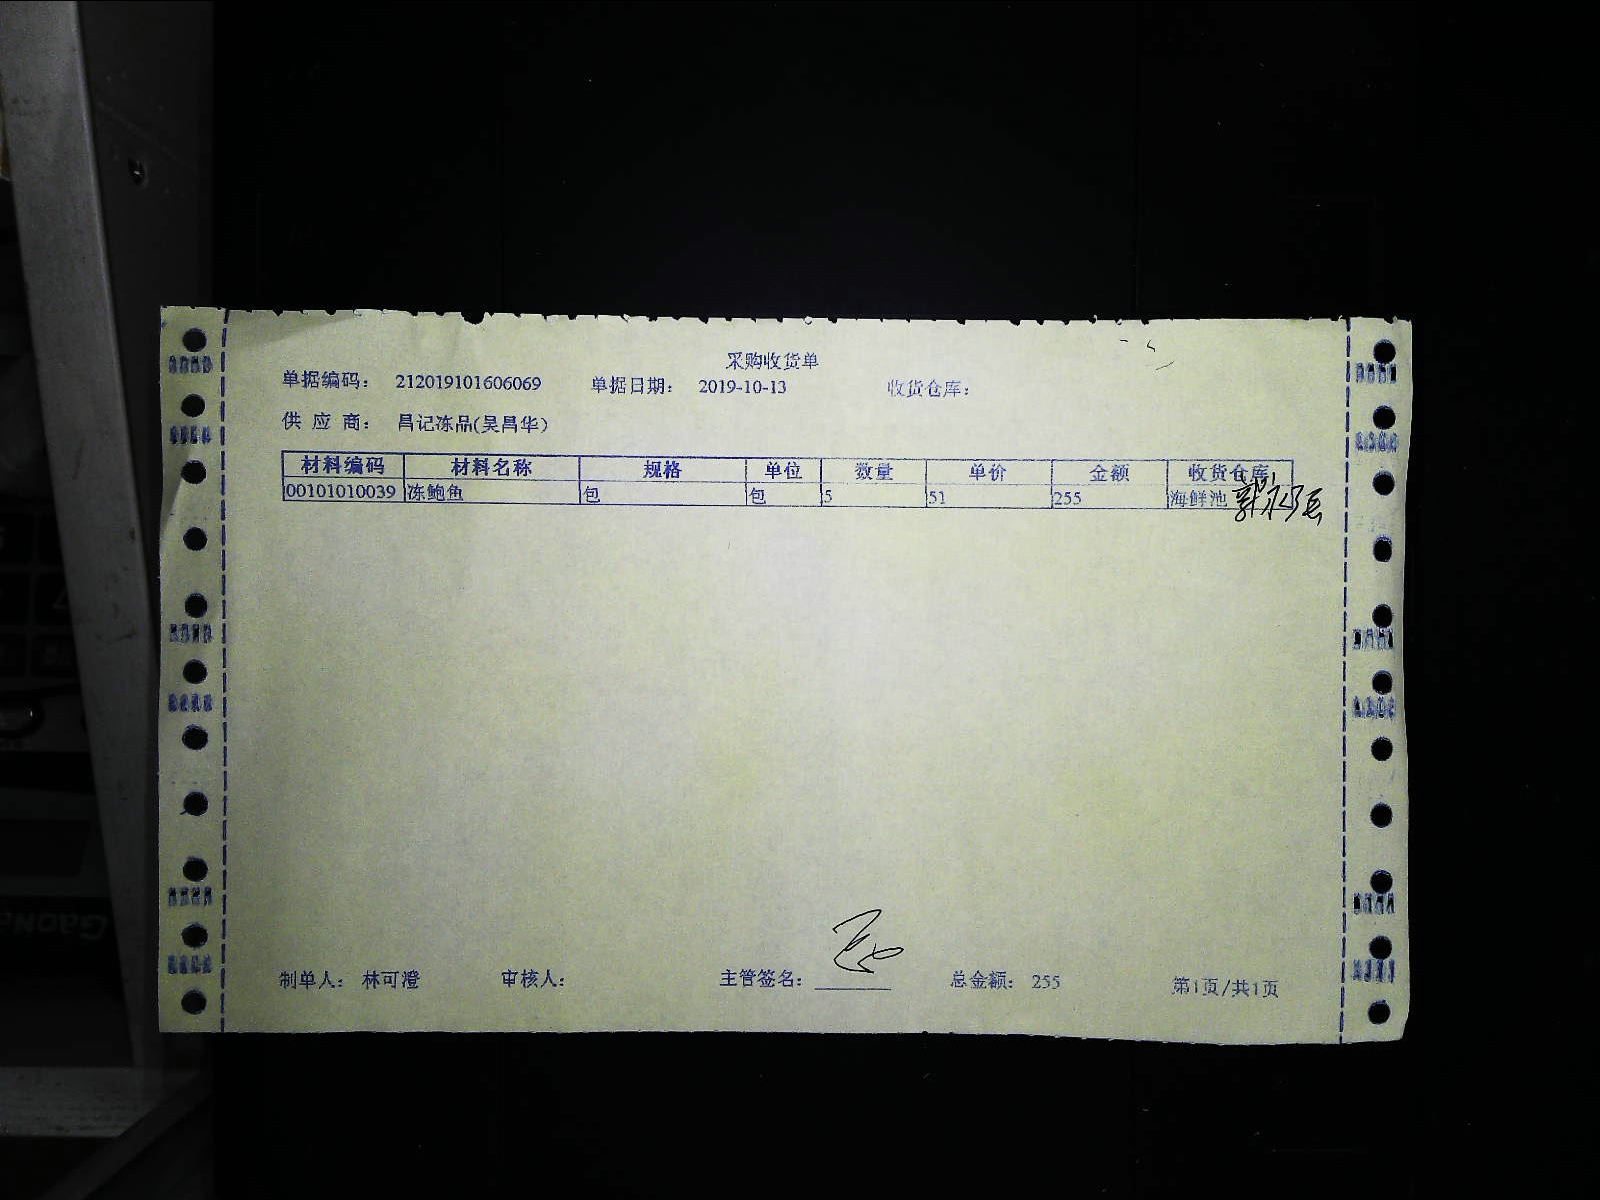 采购收货单
单据编码： 212019101606069 单据日期： 2019-10-13 收货仓库：
供 应 商： 昌记冻品(吴昌华)
材料编码 材料名称 规格 单位 数量 单价 金额 收货仓库
00101010039 冻鲍鱼 包 包 5 51 255 海鲜池
制单人： 林可澄 审核人： 主管签名： 总金额： 255 第1页/共1页